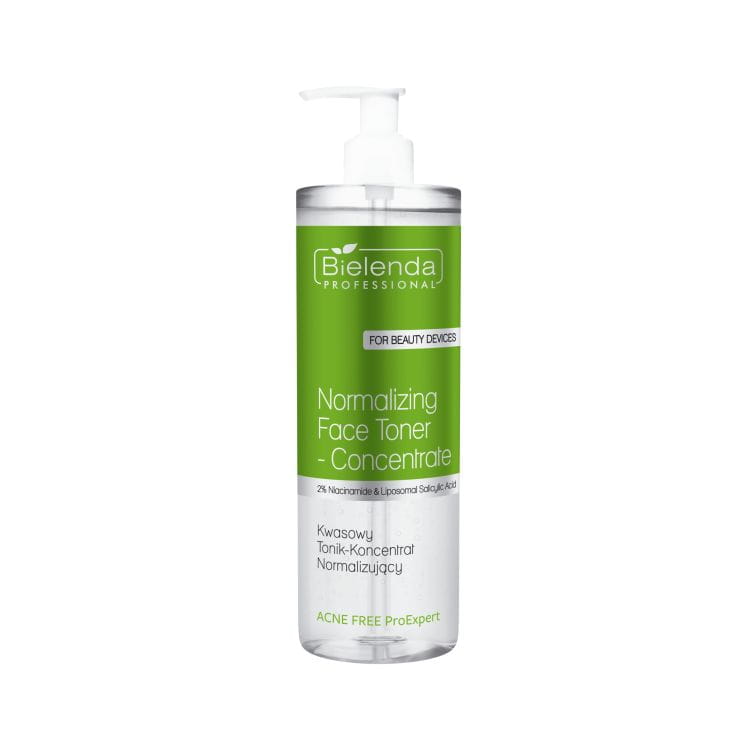 Bielenda
PROFESSIONAL
FOR BEAUTY DEVICES
Normalizing
Face Toner
- Concentrate
2% Niacinamide & Liposomal Salicylic Acid
Kwasowy
Tonik-Koncentrat
Normalizujący
ACNE FREE ProExpert